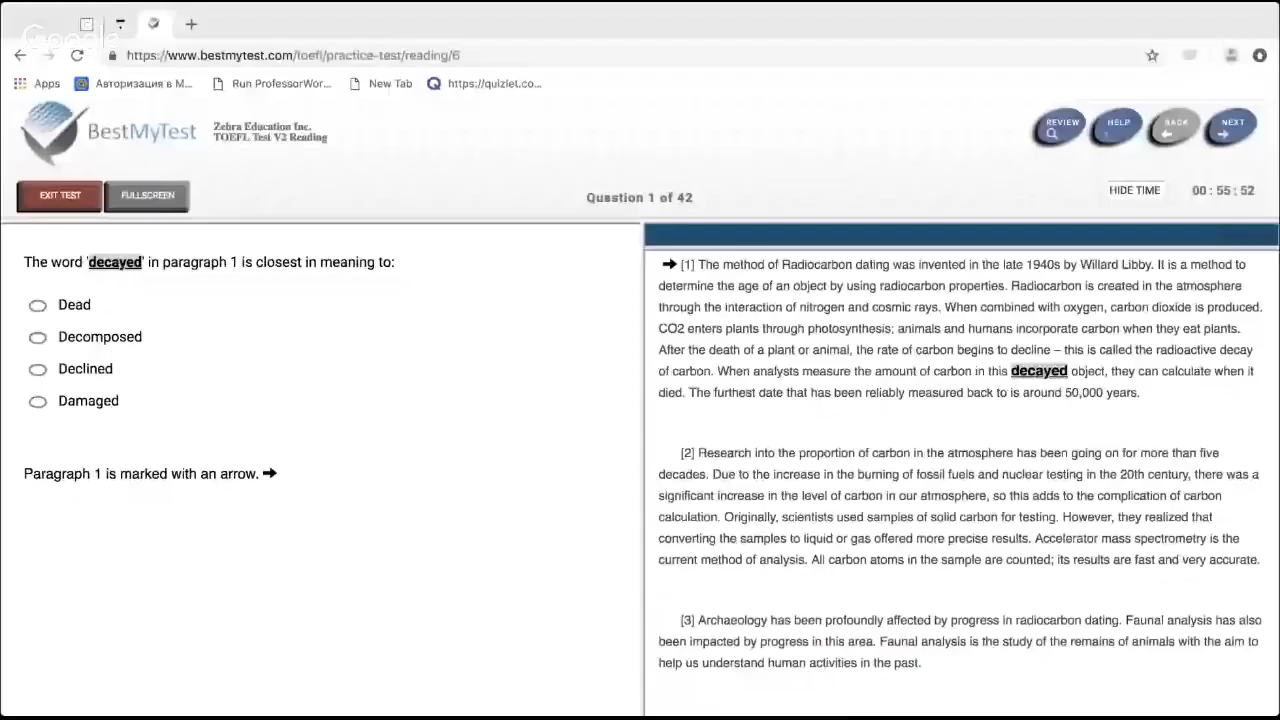 Google
https://www.bestmytest.com/toefl/practice-test/reading/6
Apps Авторизация в М... Run ProfessorWor... New Tab https://quizlet.co...
BestMyTest
Zebra Education Inc.
TOEFL Test V2 Reading
REVIEW HELP BACK NEXT
EXIT TEST FULLSCREEN
Question 1 of 42
HIDE TIME 00 : 55 : 52
The word 'decayed' in paragraph 1 is closest in meaning to:
Dead
Decomposed
Declined
Damaged
Paragraph 1 is marked with an arrow. ➔
➔ [1] The method of Radiocarbon dating was invented in the late 1940s by Willard Libby. It is a method to
determine the age of an object by using radiocarbon properties. Radiocarbon is created in the atmosphere
through the interaction of nitrogen and cosmic rays. When combined with oxygen, carbon dioxide is produced.
CO2 enters plants through photosynthesis; animals and humans incorporate carbon when they eat plants.
After the death of a plant or animal, the rate of carbon begins to decline – this is called the radioactive decay
of carbon. When analysts measure the amount of carbon in this decayed object, they can calculate when it
died. The furthest date that has been reliably measured back to is around 50,000 years.
[2] Research into the proportion of carbon in the atmosphere has been going on for more than five
decades. Due to the increase in the burning of fossil fuels and nuclear testing in the 20th century, there was a
significant increase in the level of carbon in our atmosphere, so this adds to the complication of carbon
calculation. Originally, scientists used samples of solid carbon for testing. However, they realized that
converting the samples to liquid or gas offered more precise results. Accelerator mass spectrometry is the
current method of analysis. All carbon atoms in the sample are counted; its results are fast and very accurate.
[3] Archaeology has been profoundly affected by progress in radiocarbon dating. Faunal analysis has also
been impacted by progress in this area. Faunal analysis is the study of the remains of animals with the aim to
help us understand human activities in the past.